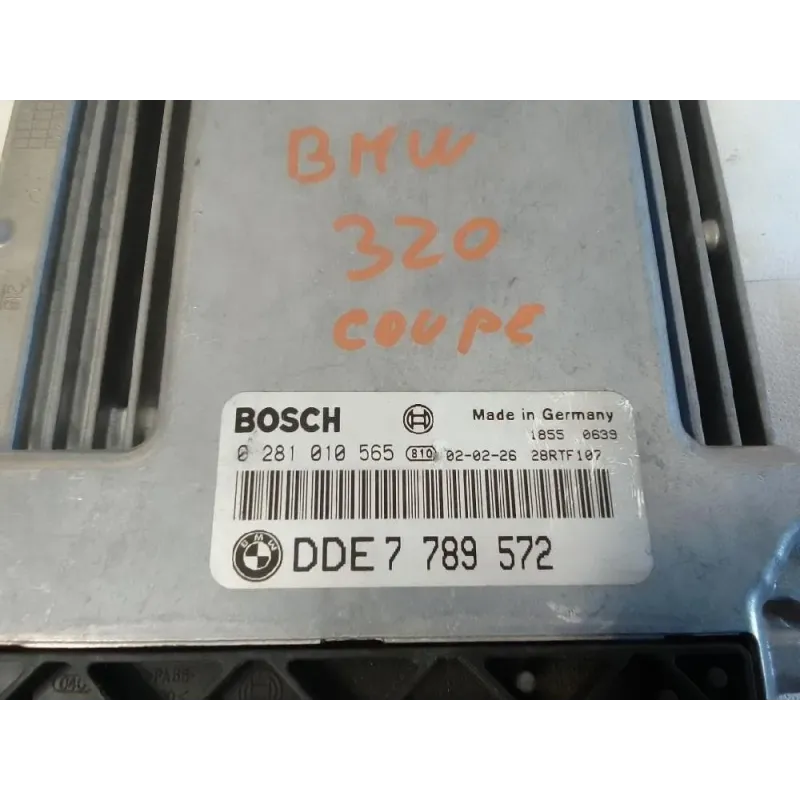 BMW
320
COUPE
BOSCH Made in Germany
1855 0639
0 281 010 565 810 02-02-26 28RTF107
BMW DDE 7 789 572